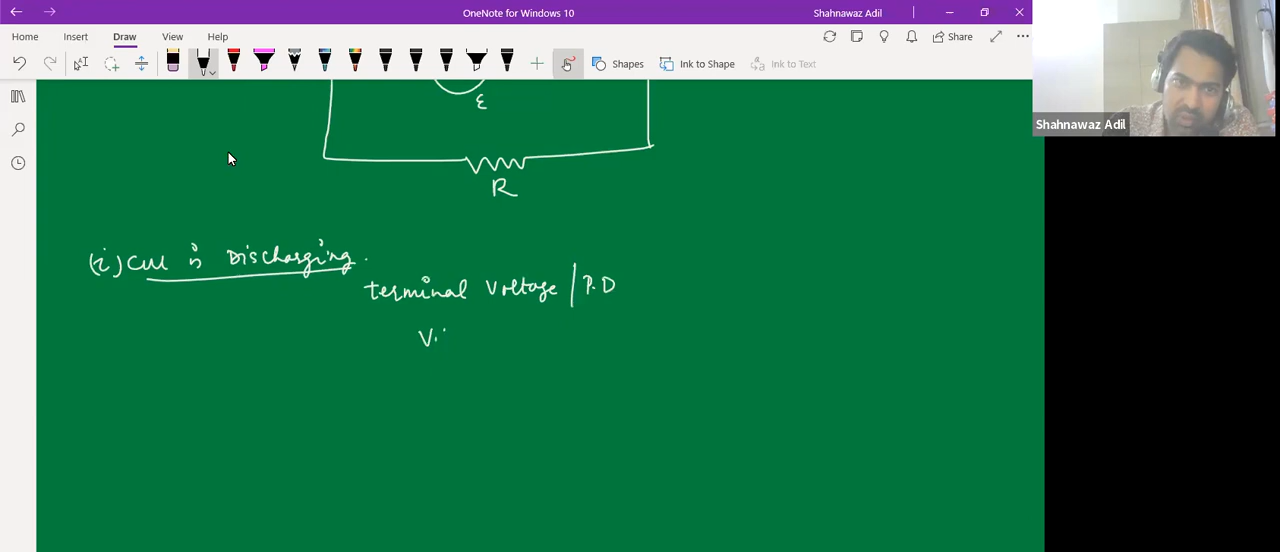 OneNote for Windows 10
Shahnawaz Adil
Home Insert Draw View Help
Share
Shapes Ink to Shape Ink to Text
Shahnawaz Adil
ε
R
(i) Cell is Discharging.
terminal voltage / P.D
V